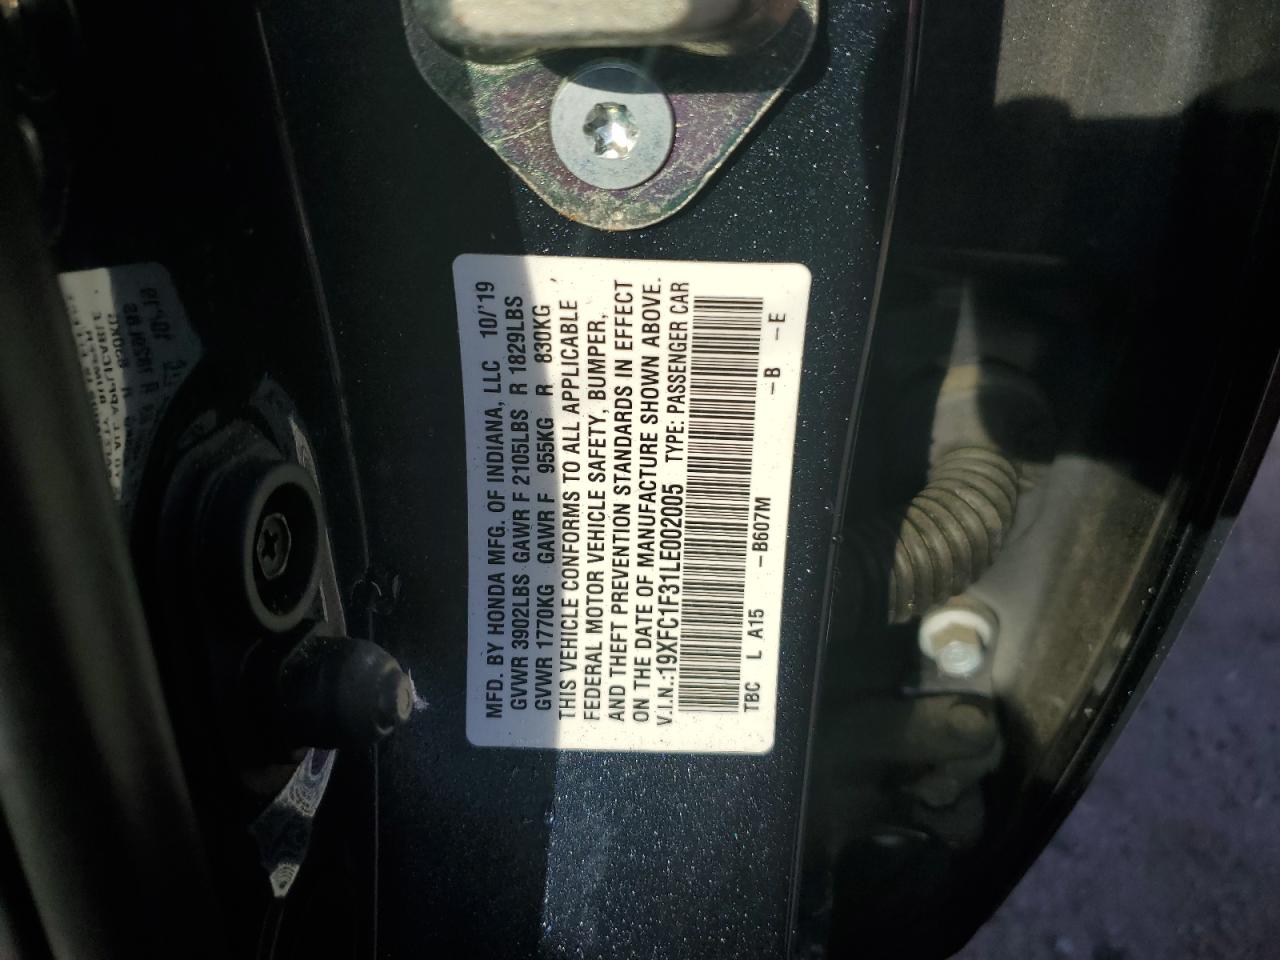 MFD. BY HONDA MFG. OF INDIANA, LLC 10/'19
GVWR 3902LBS GAWR F 2105LBS R 1829LBS
GVWR 1770KG GAWR F 955KG R 830KG
THIS VEHICLE CONFORMS TO ALL APPLICABLE
FEDERAL MOTOR VEHICLE SAFETY, BUMPER,
AND THEFT PREVENTION STANDARDS IN EFFECT
ON THE DATE OF MANUFACTURE SHOWN ABOVE.
V.I.N.:19XFC1F31LE002005 TYPE: PASSENGER CAR
TBC L A15 -B607M -B -E